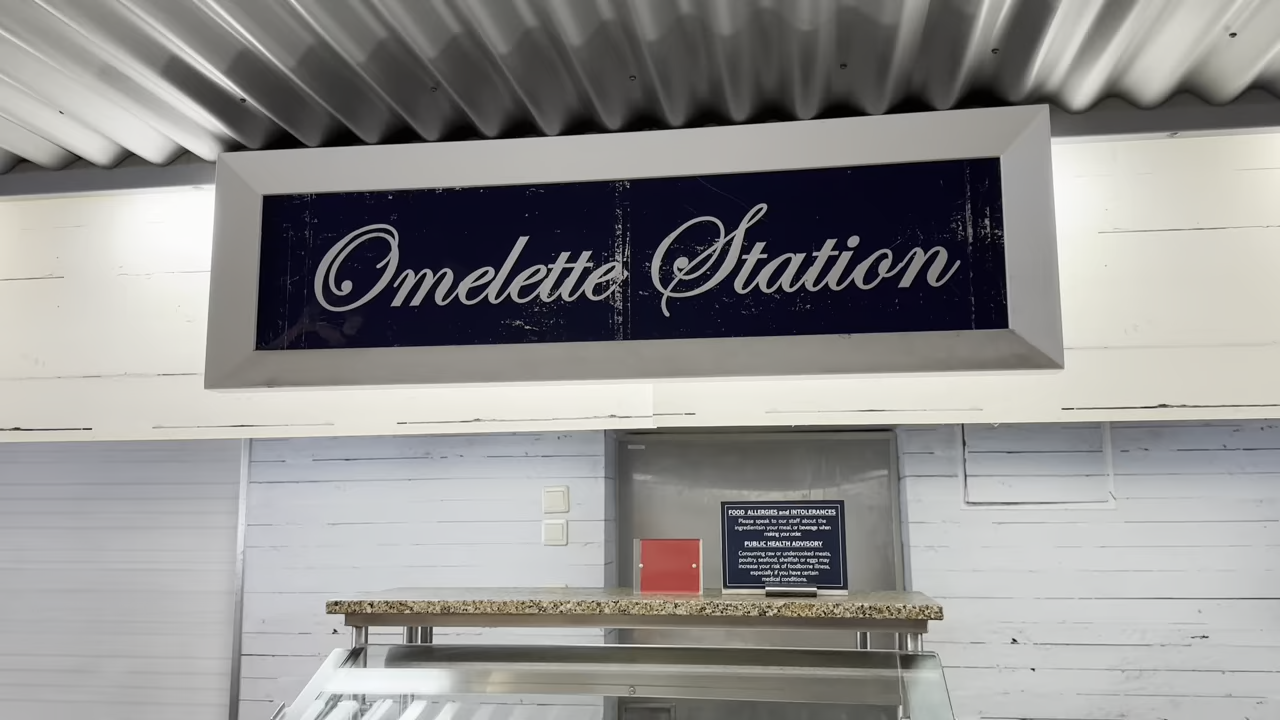 Omelette Station
FOOD ALLERGIES and INTOLERANCES
Please speak to our staff about the
ingredientsin your meal, or beverage when
making your order.
PUBLIC HEALTH ADVISORY
Consuming raw or undercooked meats,
poultry, seafood, shellfish or eggs may
increase your risk of foodborne illness,
especially if you have certain
medical conditions.